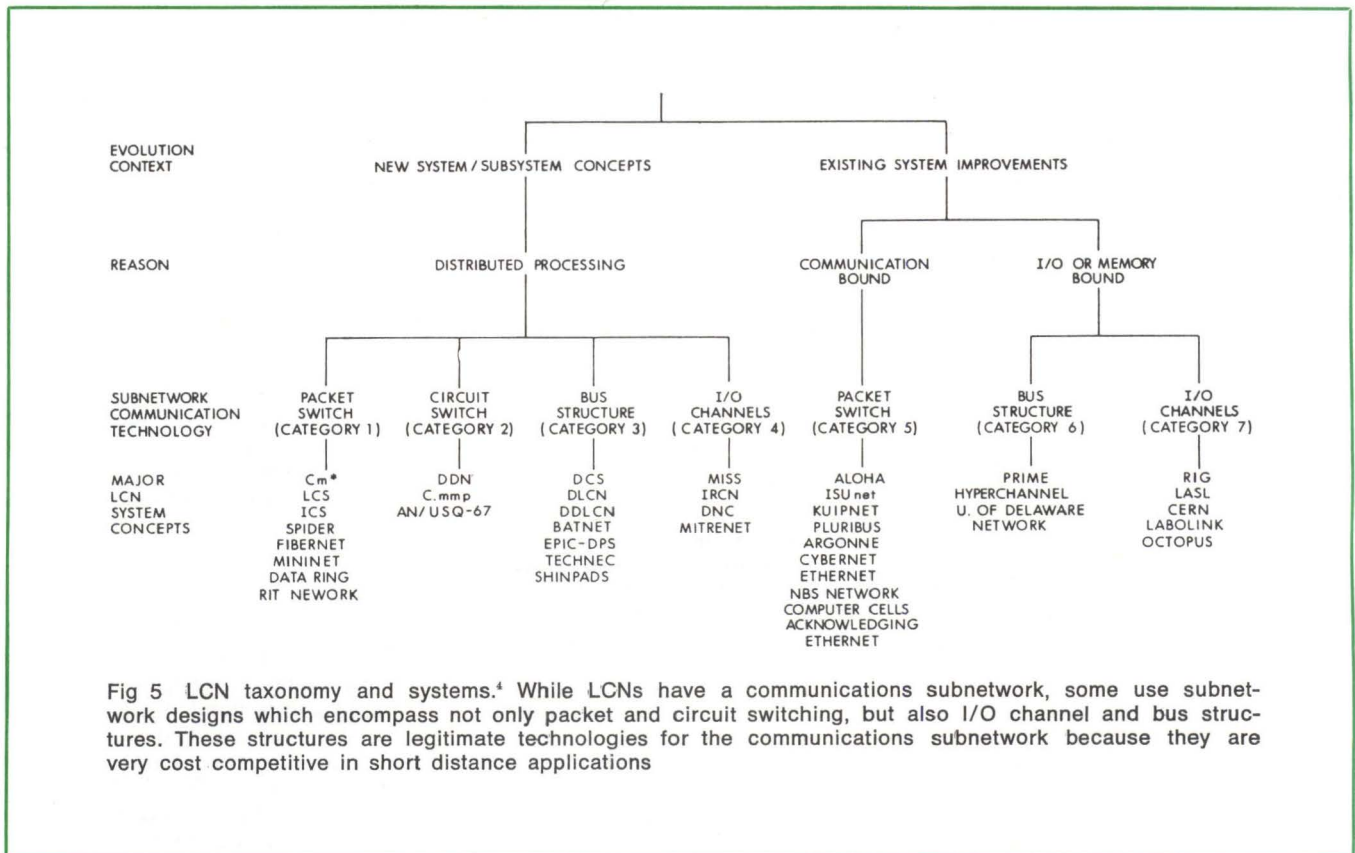 EVOLUTION
CONTEXT
NEW SYSTEM/SUBSYSTEM CONCEPTS
EXISTING SYSTEM IMPROVEMENTS
REASON
DISTRIBUTED PROCESSING
COMMUNICATION
BOUND
I/O OR MEMORY
BOUND
SUBNETWORK
COMMUNICATION
TECHNOLOGY
PACKET
SWITCH
(CATEGORY 1)
CIRCUIT
SWITCH
(CATEGORY 2)
BUS
STRUCTURE
(CATEGORY 3)
I/O
CHANNELS
(CATEGORY 4)
PACKET
SWITCH
(CATEGORY 5)
BUS
STRUCTURE
(CATEGORY 6)
I/O
CHANNELS
(CATEGORY 7)
MAJOR
LCN
SYSTEM
CONCEPTS
Cm*
LCS
ICS
SPIDER
FIBERNET
MININET
DATA RING
RIT NEWORK
DDN
C.mmp
AN/USQ-67
DCS
DLCN
DDLCN
BATNET
EPIC-DPS
TECHNEC
SHINPADS
MISS
IRCN
DNC
MITRENET
ALOHA
ISU net
KUIPNET
PLURIBUS
ARGONNE
CYBERNET
ETHERNET
NBS NETWORK
COMPUTER CELLS
ACKNOWLEDGING
ETHERNET
PRIME
HYPERCHANNEL
U. OF DELAWARE
NETWORK
RIG
LASL
CERN
LABOLINK
OCTOPUS
Fig 5 LCN taxonomy and systems.⁴ While LCNs have a communications subnetwork, some use subnet-
work designs which encompass not only packet and circuit switching, but also I/O channel and bus struc-
tures. These structures are legitimate technologies for the communications subnetwork because they are
very cost competitive in short distance applications